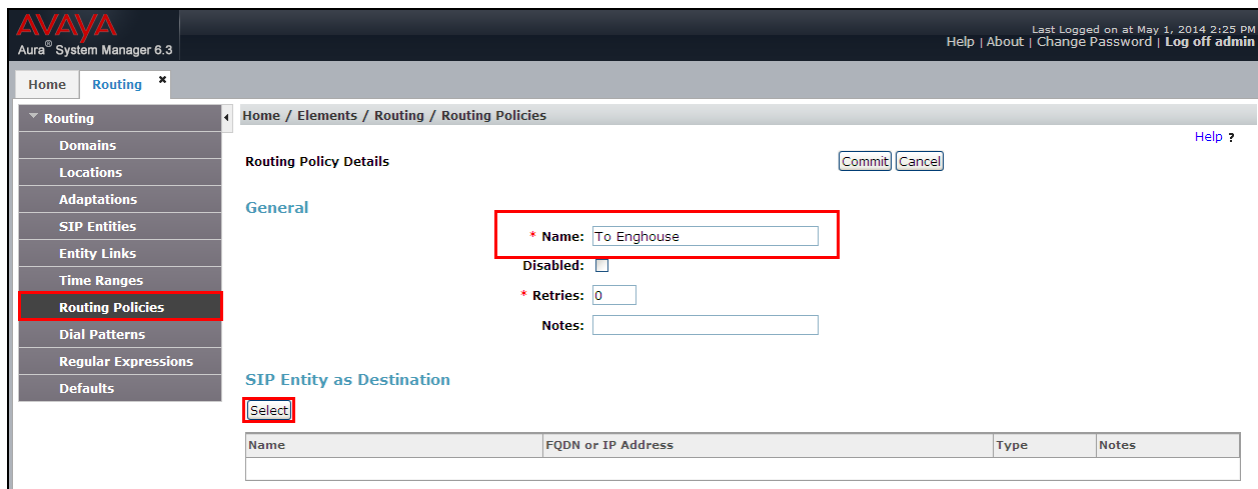 AVAYA
Aura® System Manager 6.3
Last Logged on at May 1, 2014 2:25 PM
Help | About | Change Password | Log off admin
Home
Routing ×
Routing
Domains
Locations
Adaptations
SIP Entities
Entity Links
Time Ranges
Routing Policies
Dial Patterns
Regular Expressions
Defaults
Home / Elements / Routing / Routing Policies
Help ?
Routing Policy Details
Commit Cancel
General
* Name: To Enghouse
Disabled:
* Retries: 0
Notes:
SIP Entity as Destination
Select
Name FQDN or IP Address Type Notes